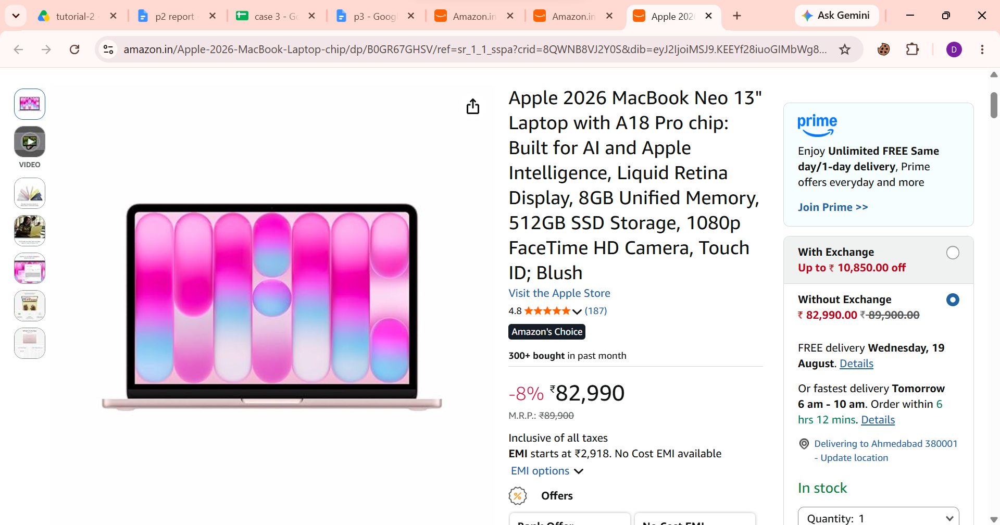 tutorial-2
p2 report -
case 3 - Go
p3 - Goog
Amazon.in
Amazon.in
Apple 202
Ask Gemini
amazon.in/Apple-2026-MacBook-Laptop-chip/dp/B0GR67GHSV/ref=sr_1_1_sspa?crid=8QWNB8VJ2Y0S&dib=eyJ2IjoiMSJ9.KEEYf28iuoGIMbWg8...
D
VIDEO
Apple 2026 MacBook Neo 13"
Laptop with A18 Pro chip:
Built for AI and Apple
Intelligence, Liquid Retina
Display, 8GB Unified Memory,
512GB SSD Storage, 1080p
FaceTime HD Camera, Touch
ID; Blush
Visit the Apple Store
4.8 (187)
Amazon's Choice
300+ bought in past month
-8% ₹82,990
M.R.P.: ₹89,900
Inclusive of all taxes
EMI starts at ₹2,918. No Cost EMI available
EMI options
Offers
Bank Offer
No Cost EMI
prime
Enjoy Unlimited FREE Same
day/1-day delivery, Prime
offers everyday and more
Join Prime >>
With Exchange
Up to ₹ 10,850.00 off
Without Exchange
₹ 82,990.00 ₹ 89,900.00
FREE delivery Wednesday, 19
August. Details
Or fastest delivery Tomorrow
6 am - 10 am. Order within 6
hrs 12 mins. Details
Delivering to Ahmedabad 380001
- Update location
In stock
Quantity: 1